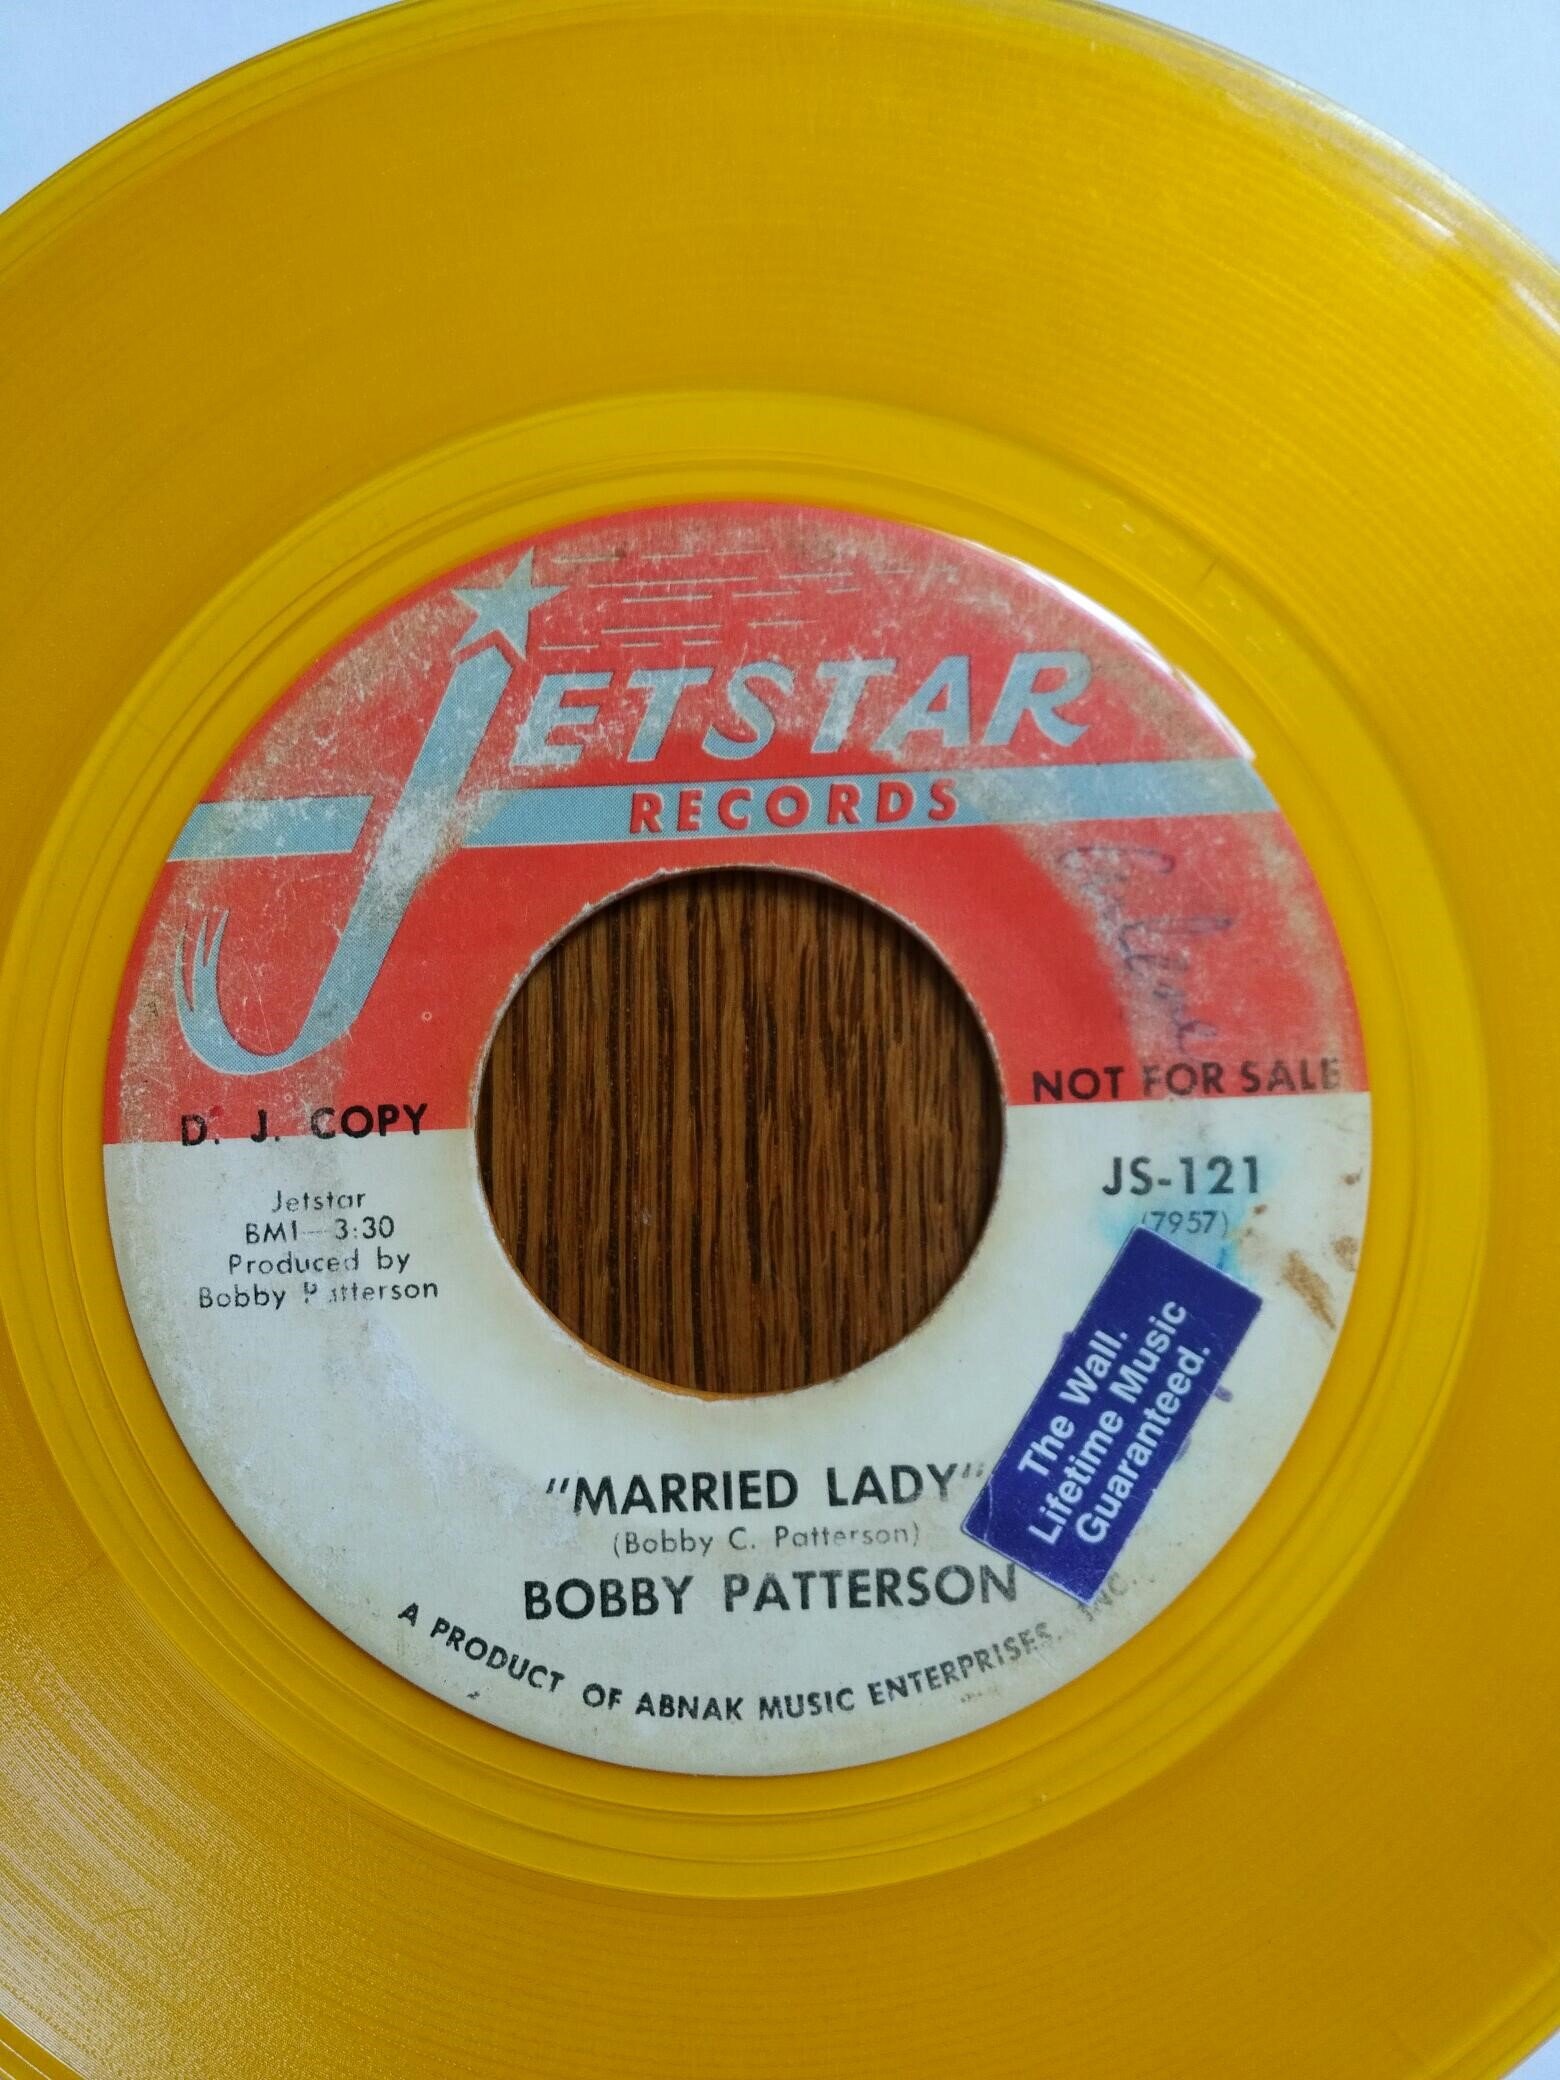 JETSTAR
RECORDS
NOT FOR SALE
D. J. COPY
JS-121
(7957)
Jetstar
BMI—3:30
Produced by
Bobby Patterson
The Wall.
Lifetime Music
Guaranteed.
"MARRIED LADY"
(Bobby C. Patterson)
BOBBY PATTERSON
A PRODUCT OF ABNAK MUSIC ENTERPRISES, INC.